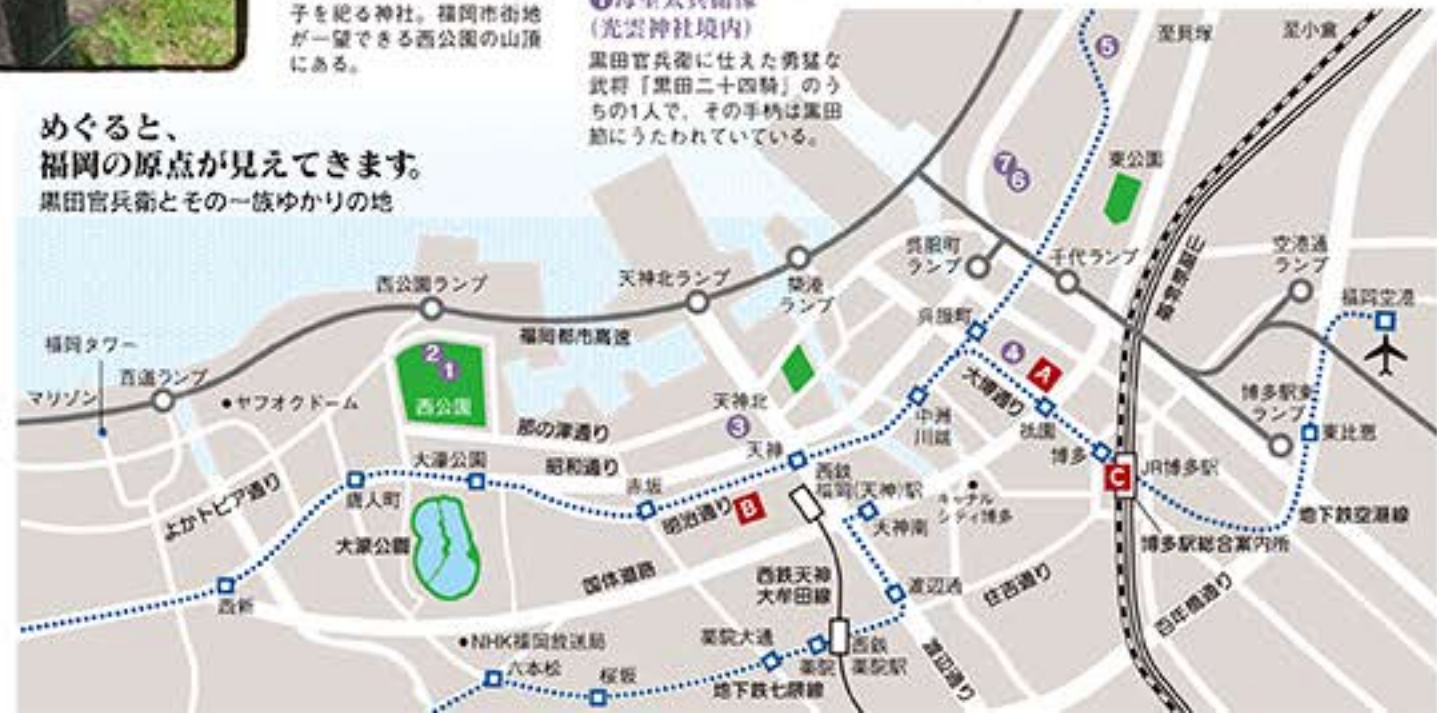 子を祀る神社。福岡市街地
が一望できる西公園の山頂
にある。
(光雲神社境内)
黒田官兵衛に仕えた勇猛な
武将「黒田二十四騎」のう
ちの1人で、その手柄は黒田
節にうたわれていている。
めぐると、
福岡の原点が見えてきます。
黒田官兵衛とその一族ゆかりの地
5
至貝塚
至小倉
7
6
東公園
呉服町
ランプ
千代ランプ
空港通
ランプ
福岡空港
西公園ランプ
天神北ランプ
築港
ランプ
福岡都市高速
呉服町
福岡タワー
西道ランプ
マリゾン
ヤフオクドーム
2
1
西公園
那の津通り
天神北
3
天神
中洲
川端
4
A
大博通り
祇園
博多
C
JR博多駅
博多駅東
ランプ
東比恵
大濠公園
昭和通り
赤坂
明治通り
B
西鉄
福岡(天神)駅
キャナル
シティ博多
天神南
地下鉄空港線
博多駅総合案内所
よかトピア通り
唐人町
大濠公園
国体道路
西鉄天神
大牟田線
渡辺通
住吉通り
百年橋通り
西新
NHK福岡放送局
六本松
桜坂
薬院大通
薬院
西鉄
薬院駅
渡辺通り
地下鉄七隈線